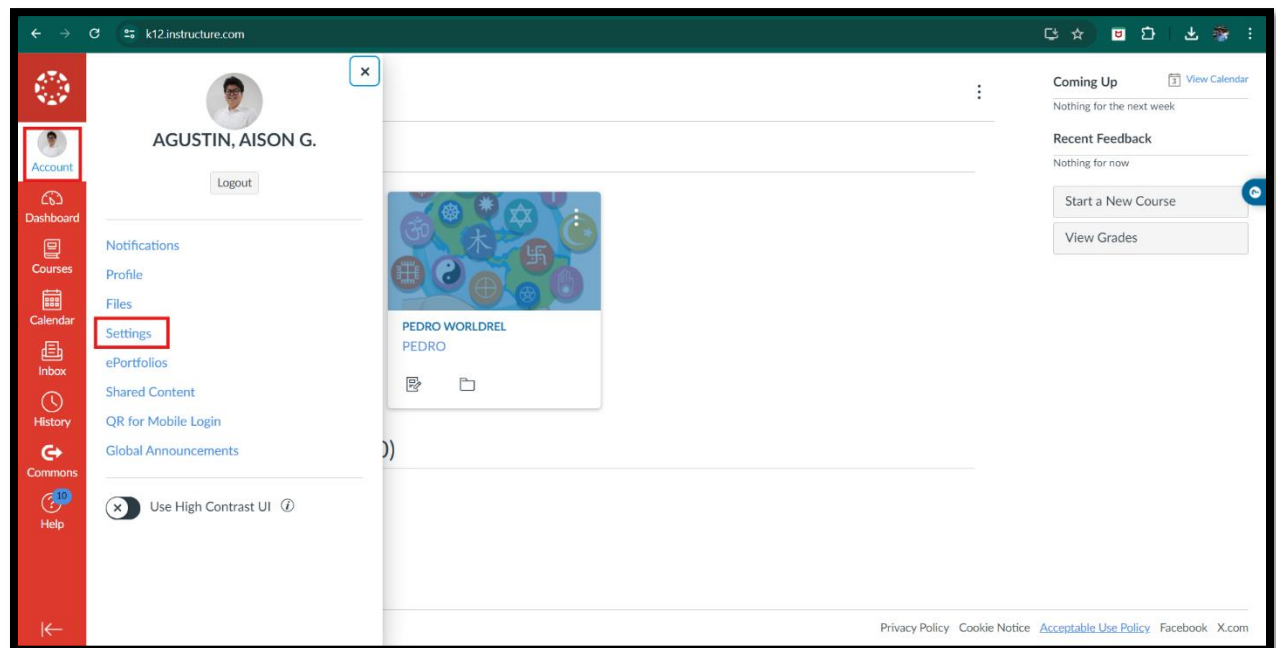 k12.instructure.com
Account
Dashboard
Courses
Calendar
Inbox
History
Commons
10
Help
AGUSTIN, AISON G.
Logout
Notifications
Profile
Files
Settings
ePortfolios
Shared Content
QR for Mobile Login
Global Announcements
Use High Contrast UI
木
PEDRO WORLDREL
PEDRO
)
Coming Up
View Calendar
Nothing for the next week
Recent Feedback
Nothing for now
Start a New Course
View Grades
Privacy Policy Cookie Notice Acceptable Use Policy Facebook X.com